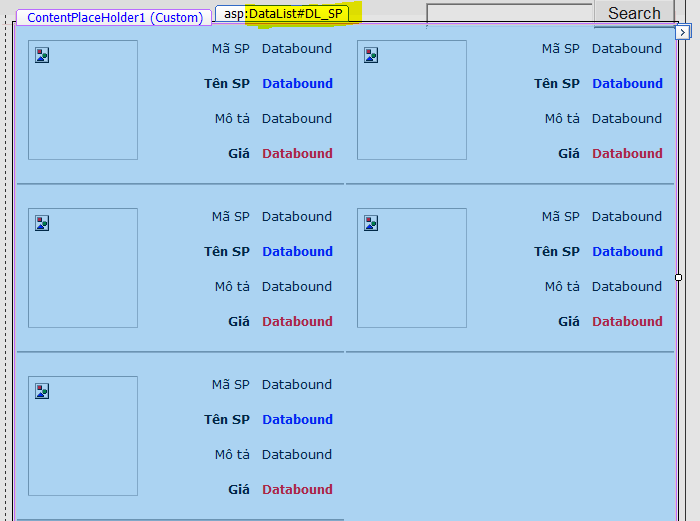 ContentPlaceHolder1 (Custom) asp:DataList#DL_SP Search
>
Mã SP Databound Mã SP Databound
Tên SP Databound Tên SP Databound
Mô tả Databound Mô tả Databound
Giá Databound Giá Databound
Mã SP Databound Mã SP Databound
Tên SP Databound Tên SP Databound
Mô tả Databound Mô tả Databound
Giá Databound Giá Databound
Mã SP Databound
Tên SP Databound
Mô tả Databound
Giá Databound